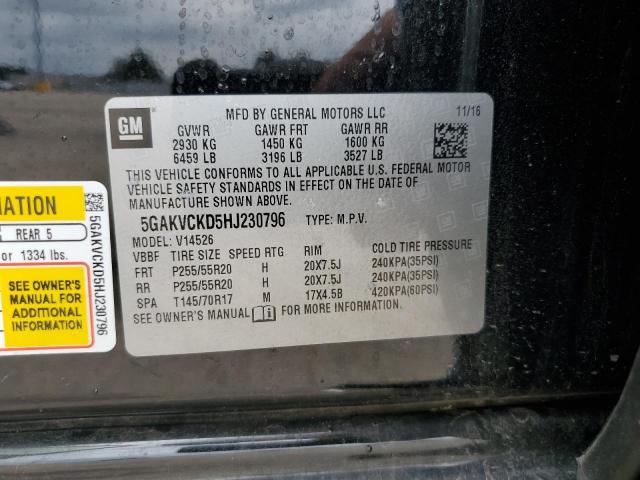 GM
MFD BY GENERAL MOTORS LLC 11/16
GVWR GAWR FRT GAWR RR
2930 KG 1450 KG 1600 KG
6459 LB 3196 LB 3527 LB
THIS VEHICLE CONFORMS TO ALL APPLICABLE U.S. FEDERAL MOTOR
VEHICLE SAFETY STANDARDS IN EFFECT ON THE DATE OF
MANUFACTURE SHOWN ABOVE.
5GAKVCKD5HJ230796 TYPE: M.P.V.
MODEL: V14526
VBBF TIRE SIZE SPEED RTG RIM COLD TIRE PRESSURE
FRT P255/55R20 H 20X7.5J 240KPA(35PSI)
RR P255/55R20 H 20X7.5J 240KPA(35PSI)
SPA T145/70R17 M 17X4.5B 420KPA(60PSI)
SEE OWNER'S MANUAL FOR MORE INFORMATION.
MATION
REAR 5
or 1334 lbs.
SEE OWNER'S
MANUAL FOR
ADDITIONAL
INFORMATION
5GAKVCKD5HJ230796